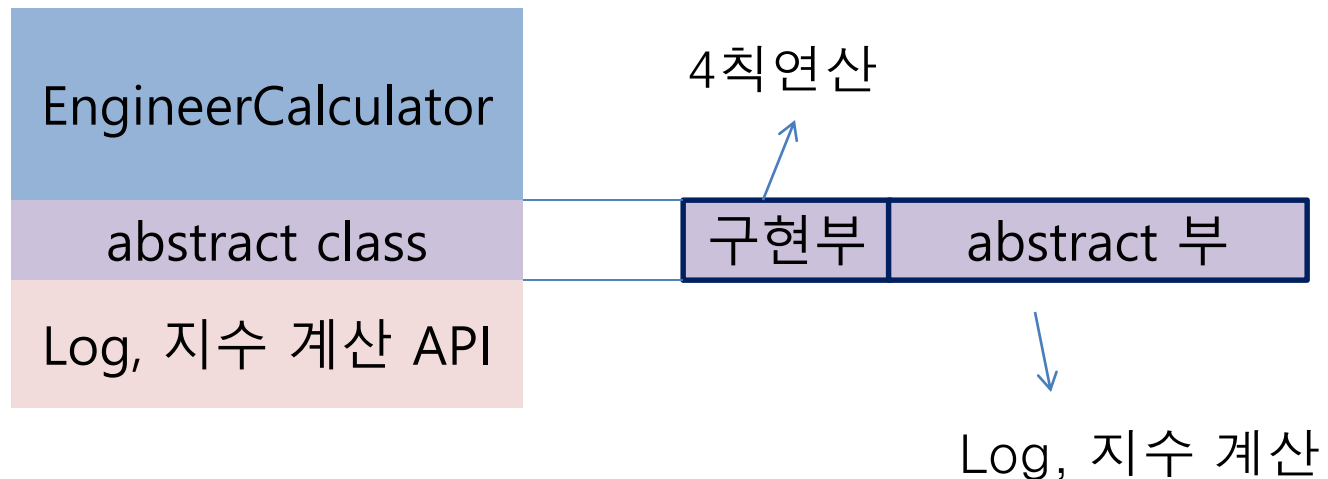 4칙연산
EngineerCalculator
abstract class
구현부
abstract 부
Log, 지수 계산 API
Log, 지수 계산